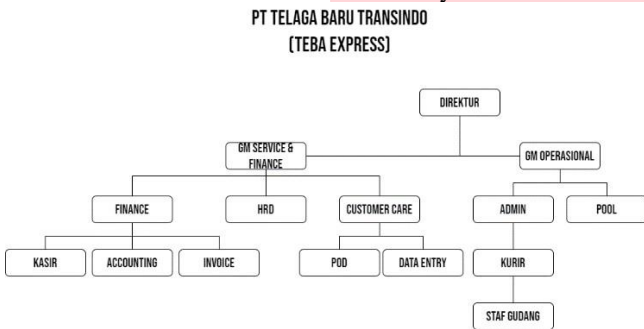 PT TELAGA BARU TRANSINDO
(TEBA EXPRESS)
DIREKTUR
GM SERVICE &
FINANCE
GM OPERASIONAL
FINANCE
HRD
CUSTOMER CARE
ADMIN
POOL
KASIR
ACCOUNTING
INVOICE
POD
DATA ENTRY
KURIR
STAF GUDANG